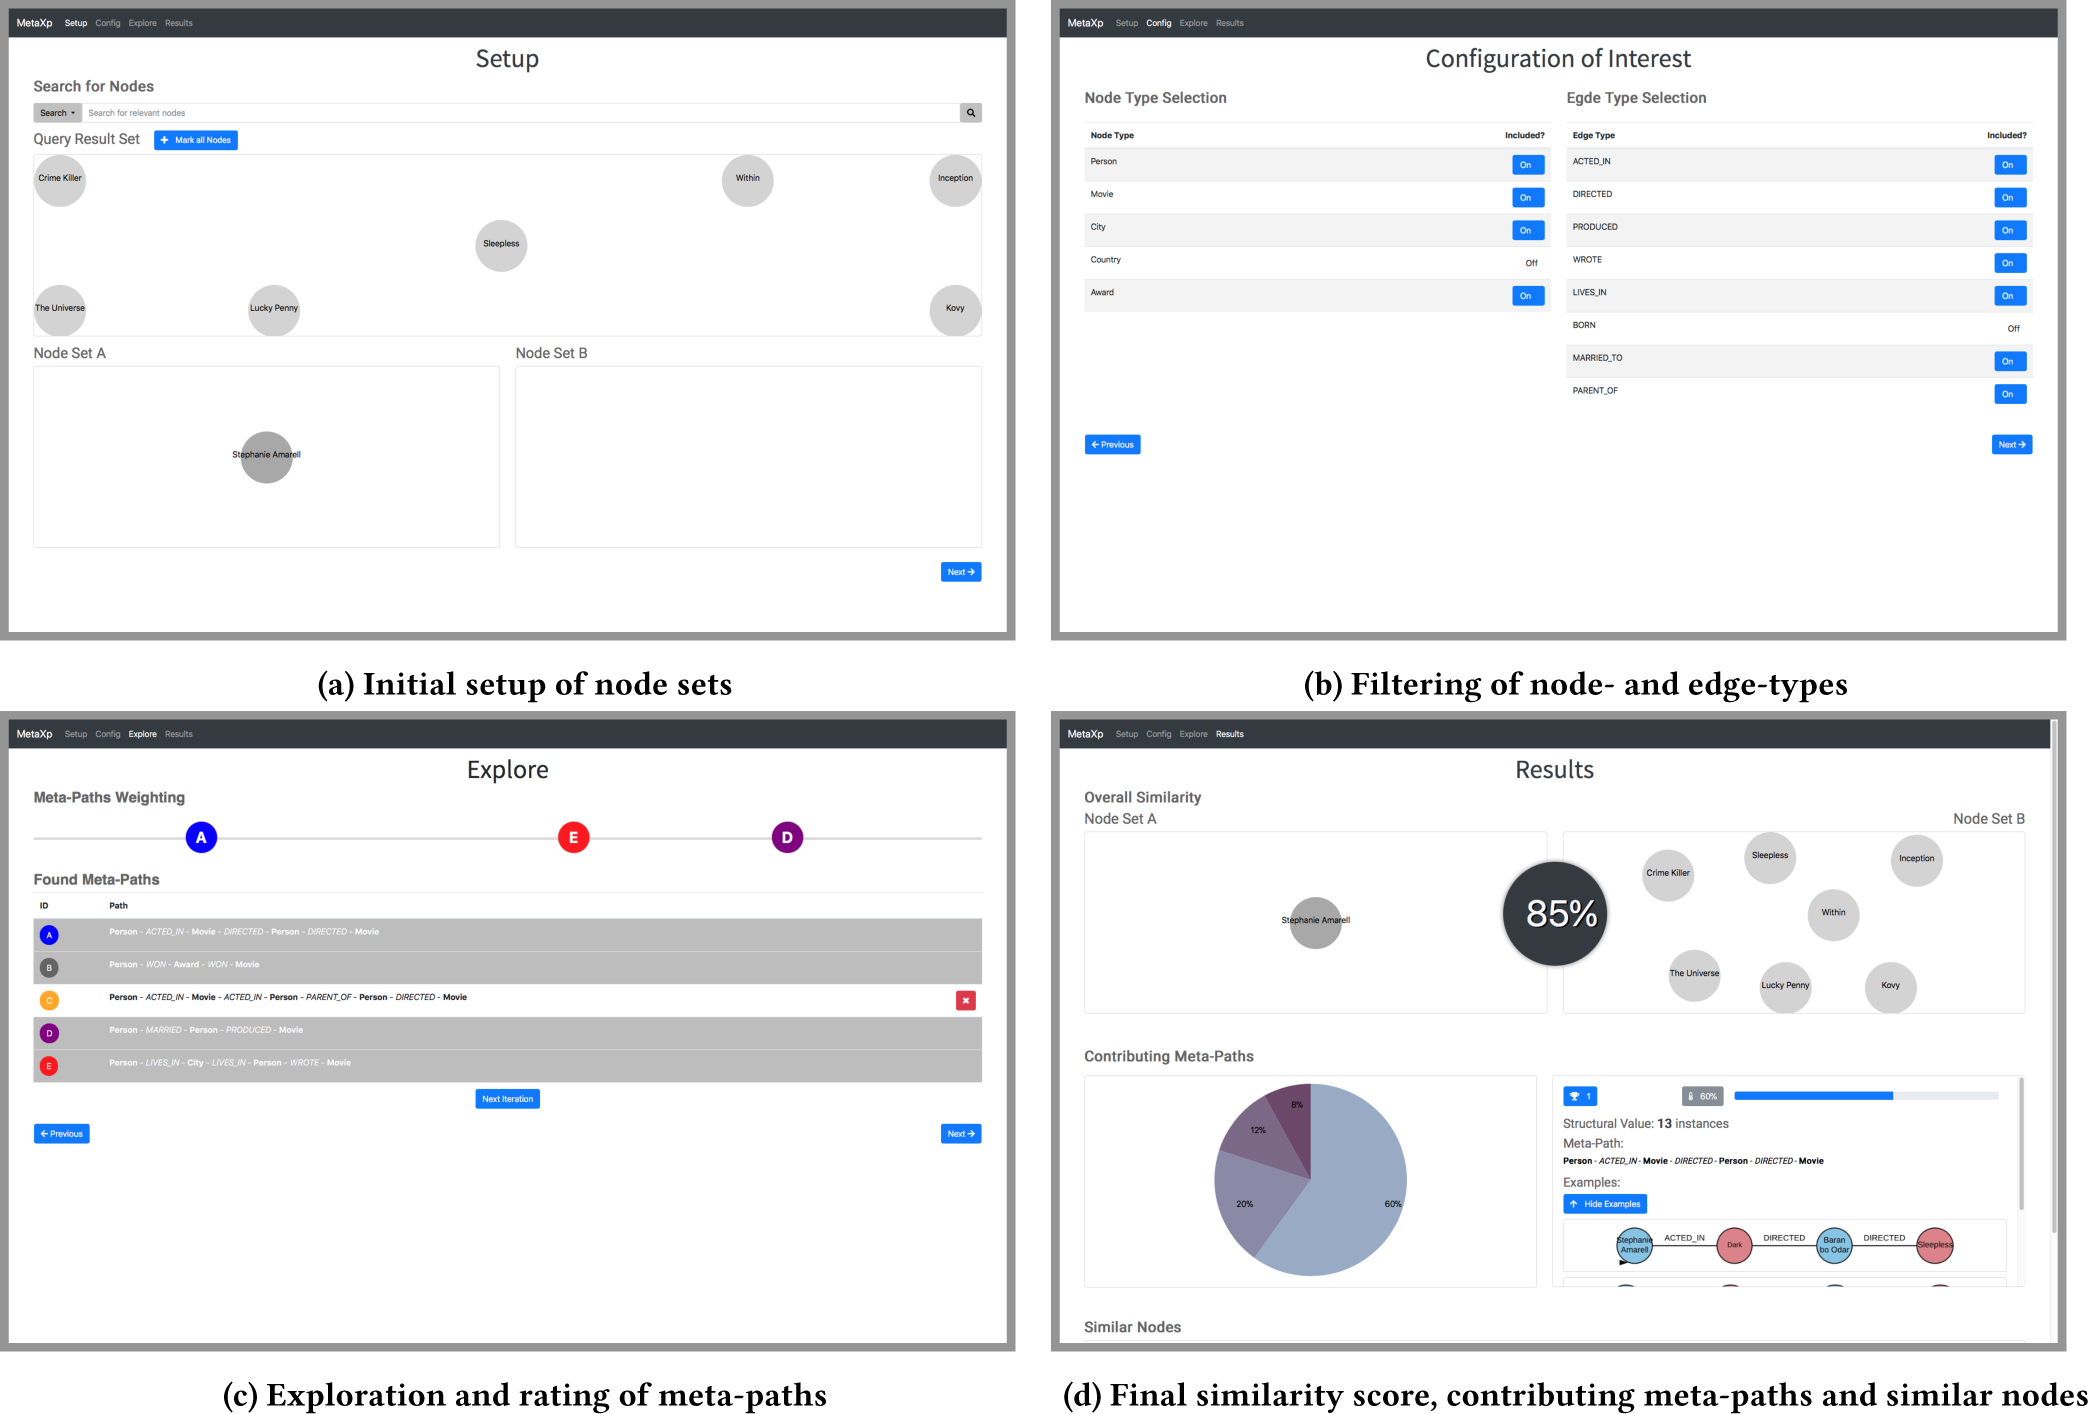 MetaXp Setup Config Explore Results
Setup
Search for Nodes
Search Search for relevant nodes
Query Result Set + Mark all Nodes
Crime Killer
Within
Inception
Sleepless
The Universe
Lucky Penny
Kovy
Node Set A Node Set B
Stephanie Amarell
Next →
(a) Initial setup of node sets
MetaXp Setup Config Explore Results
Configuration of Interest
Node Type Selection Egde Type Selection
Node Type Included? Edge Type Included?
Person On ACTED_IN On
Movie On DIRECTED On
City On PRODUCED On
Country Off WROTE On
Award On LIVES_IN On
BORN Off
MARRIED_TO On
PARENT_OF On
← Previous Next →
(b) Filtering of node- and edge-types
MetaXp Setup Config Explore Results
Explore
Meta-Paths Weighting
A E D
Found Meta-Paths
ID Path
A Person - ACTED_IN - Movie - DIRECTED - Person - DIRECTED - Movie
B Person - WON - Award - WON - Movie
C Person - ACTED_IN - Movie - ACTED_IN - Person - PARENT_OF - Person - DIRECTED - Movie
D Person - MARRIED - Person - PRODUCED - Movie
E Person - LIVES_IN - City - LIVES_IN - Person - WROTE - Movie
Next Iteration
← Previous Next →
(c) Exploration and rating of meta-paths
MetaXp Setup Config Explore Results
Results
Overall Similarity
Node Set A Node Set B
Stephanie Amarell
85%
Crime Killer
Sleepless
Inception
Within
The Universe
Lucky Penny
Kovy
Contributing Meta-Paths
8%
12%
20%
60%
1 60%
Structural Value: 13 instances
Meta-Path:
Person - ACTED_IN - Movie - DIRECTED - Person - DIRECTED - Movie
Examples:
↑ Hide Examples
Stephanie Amarell ACTED_IN Dark DIRECTED Baran bo Odar DIRECTED Sleepless
Similar Nodes
(d) Final similarity score, contributing meta-paths and similar nodes